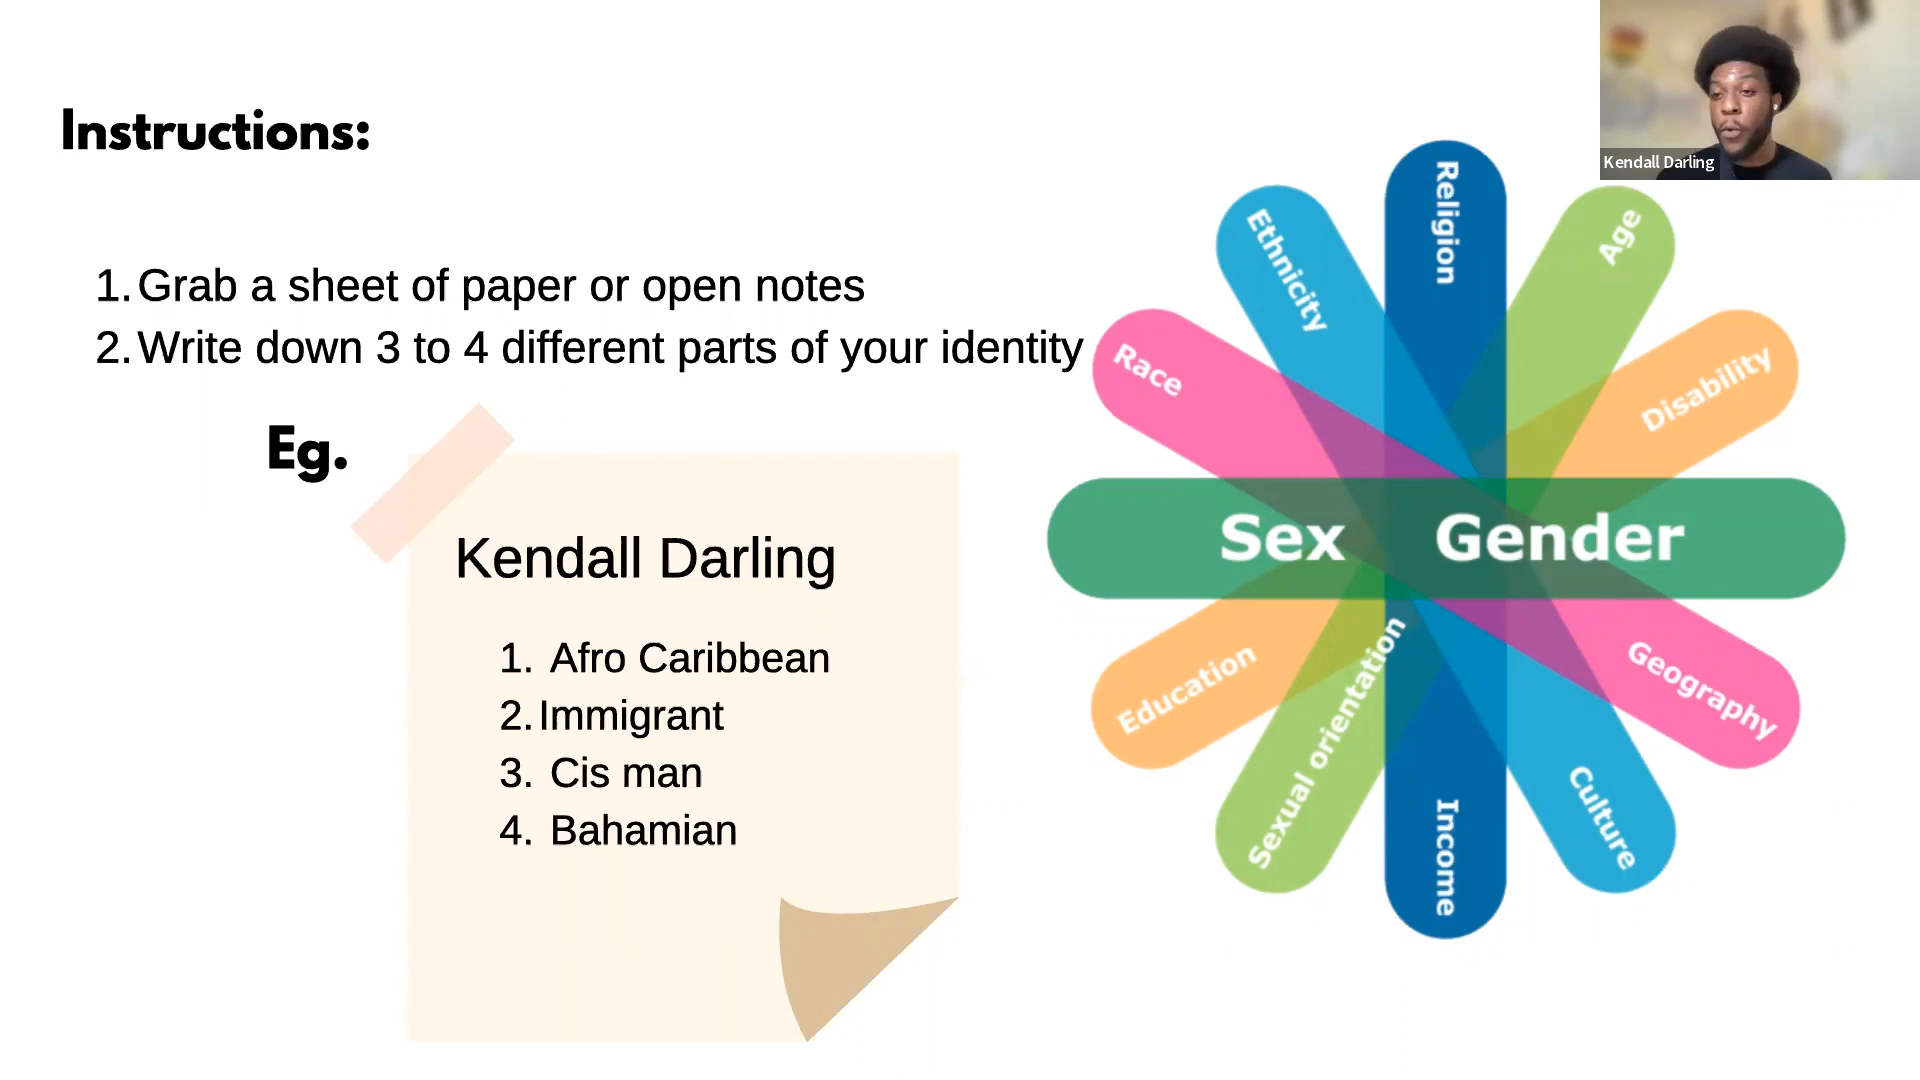 Instructions:
1. Grab a sheet of paper or open notes
2. Write down 3 to 4 different parts of your identity
Eg.
Kendall Darling
1. Afro Caribbean
2. Immigrant
3. Cis man
4. Bahamian
Religion
Age
Disability
Ethnicity
Race
Sex Gender
Education
Sexual orientation
Income
Culture
Geography
Kendall Darling